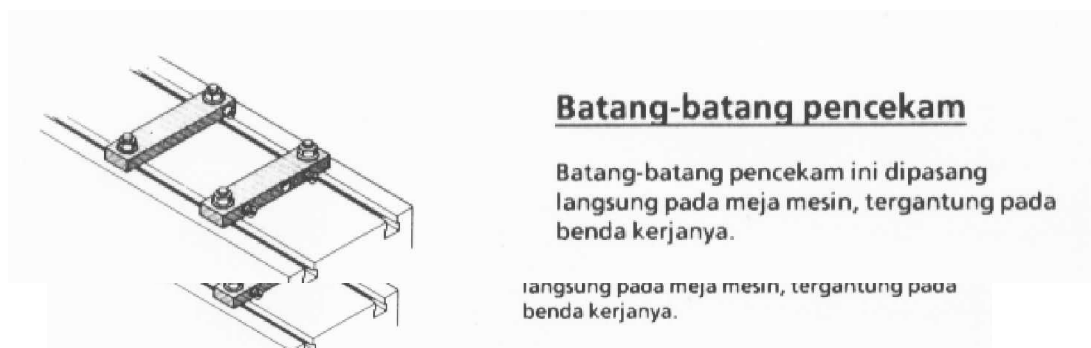 Batang-batang pencekam
Batang-batang pencekam ini dipasang
langsung pada meja mesin, tergantung pada
benda kerjanya.
langsung pada meja mesin, tergantung pada
benda kerjanya.